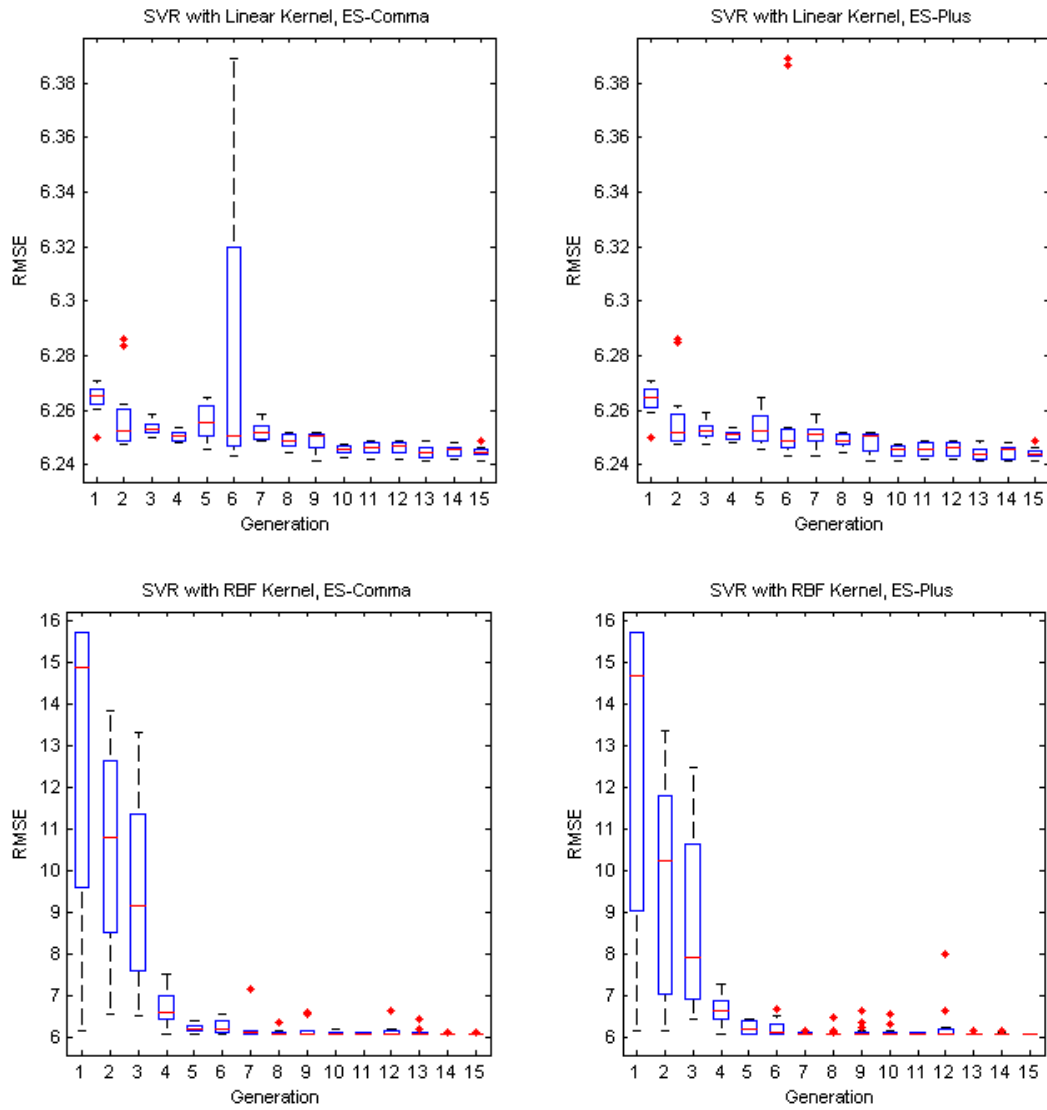 SVR with Linear Kernel, ES-Comma
6.38
6.36
6.34
6.32
6.3
6.28
6.26
6.24
RMSE
1 2 3 4 5 6 7 8 9 10 11 12 13 14 15
Generation
SVR with Linear Kernel, ES-Plus
6.38
6.36
6.34
6.32
6.3
6.28
6.26
6.24
RMSE
1 2 3 4 5 6 7 8 9 10 11 12 13 14 15
Generation
SVR with RBF Kernel, ES-Comma
16
15
14
13
12
11
10
9
8
7
6
RMSE
1 2 3 4 5 6 7 8 9 10 11 12 13 14 15
Generation
SVR with RBF Kernel, ES-Plus
16
15
14
13
12
11
10
9
8
7
6
RMSE
1 2 3 4 5 6 7 8 9 10 11 12 13 14 15
Generation